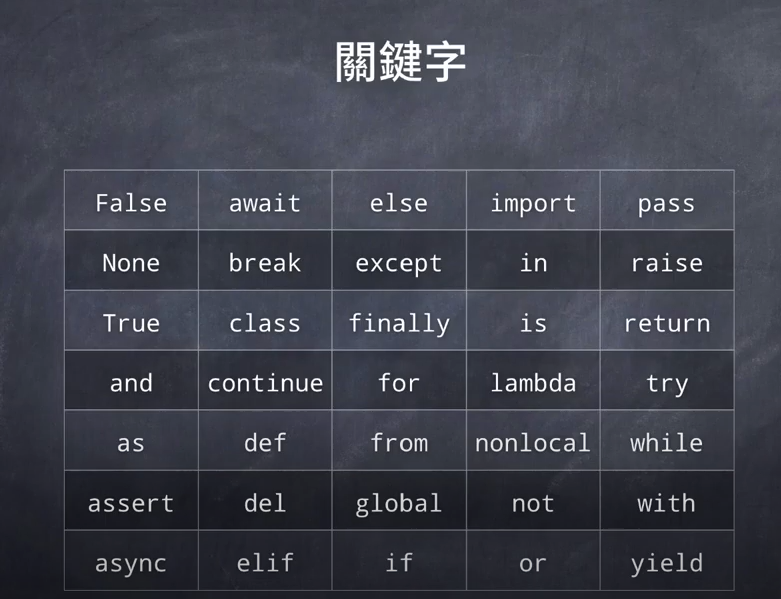 關鍵字
False await else import pass
None break except in raise
True class finally is return
and continue for lambda try
as def from nonlocal while
assert del global not with
async elif if or yield